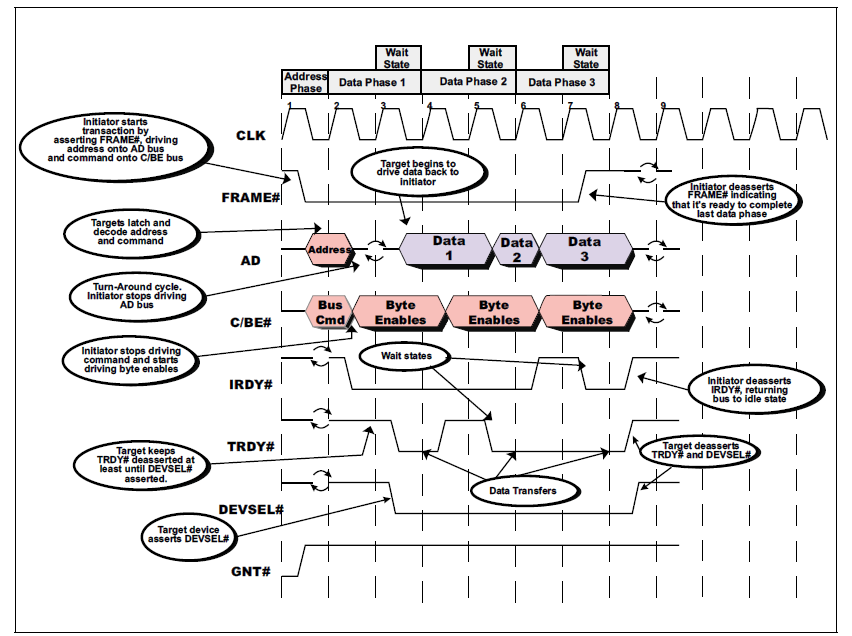 Wait
State
Wait
State
Wait
State
Address
Phase
Data Phase 1
Data Phase 2
Data Phase 3
1
2
3
4
5
6
7
8
9
CLK
Initiator starts
transaction by
asserting FRAME#, driving
address onto AD bus
and command onto C/BE bus
Target begins to
drive data back to
initiator
FRAME#
Initiator deasserts
FRAME# indicating
that it's ready to complete
last data phase
Targets latch and
decode address
and command
AD
Address
Data
1
Data
2
Data
3
Turn-Around cycle.
Initiator stops driving
AD bus
C/BE#
Bus
Cmd
Byte
Enables
Byte
Enables
Byte
Enables
Initiator stops driving
command and starts
driving byte enables
Wait states
IRDY#
Initiator deasserts
IRDY#, returning
bus to idle state
TRDY#
Target keeps
TRDY# deasserted at
least until DEVSEL#
asserted.
Target deasserts
TRDY# and DEVSEL#
Data Transfers
DEVSEL#
Target device
asserts DEVSEL#
GNT#